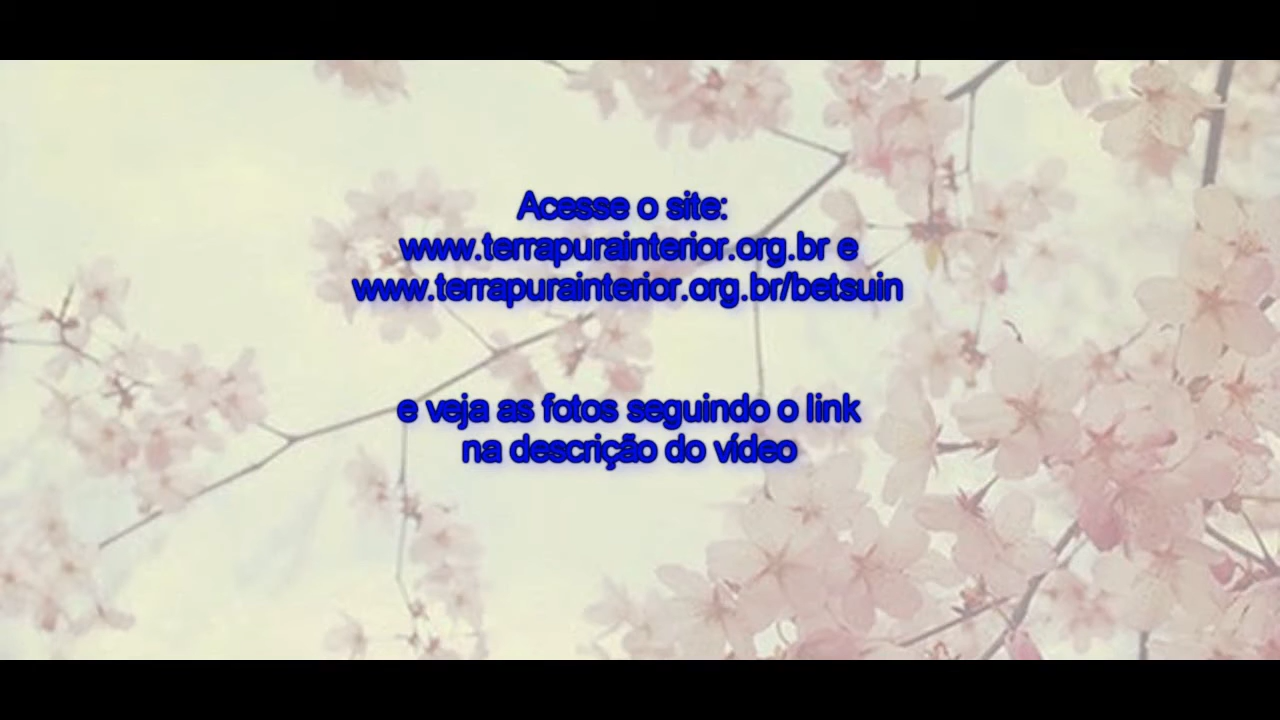 Acesse o site:
www.terrapurainterior.org.br e
www.terrapurainterior.org.br/betsuin
e veja as fotos seguindo o link
na descrição do vídeo